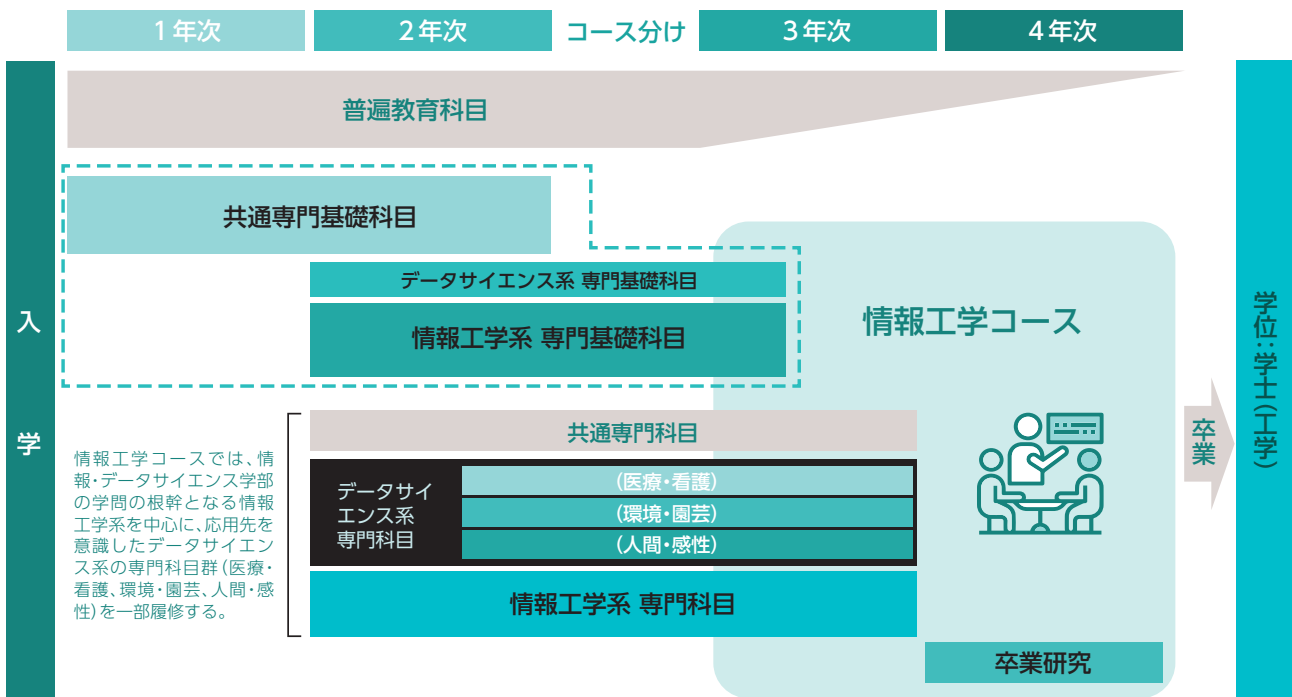 1年次
2年次
コース分け
3年次
4年次
入学
普遍教育科目
共通専門基礎科目
データサイエンス系 専門基礎科目
情報工学系 専門基礎科目
情報工学コース
情報工学コースでは、情
報・データサイエンス学部
の学問の根幹となる情報
工学系を中心に、応用先を
意識したデータサイエン
ス系の専門科目群(医療・
看護、環境・園芸、人間・感
性)を一部履修する。
共通専門科目
データサイ
エンス系
専門科目
(医療・看護)
(環境・園芸)
(人間・感性)
情報工学系 専門科目
卒業研究
卒業
学位:学士(工学)